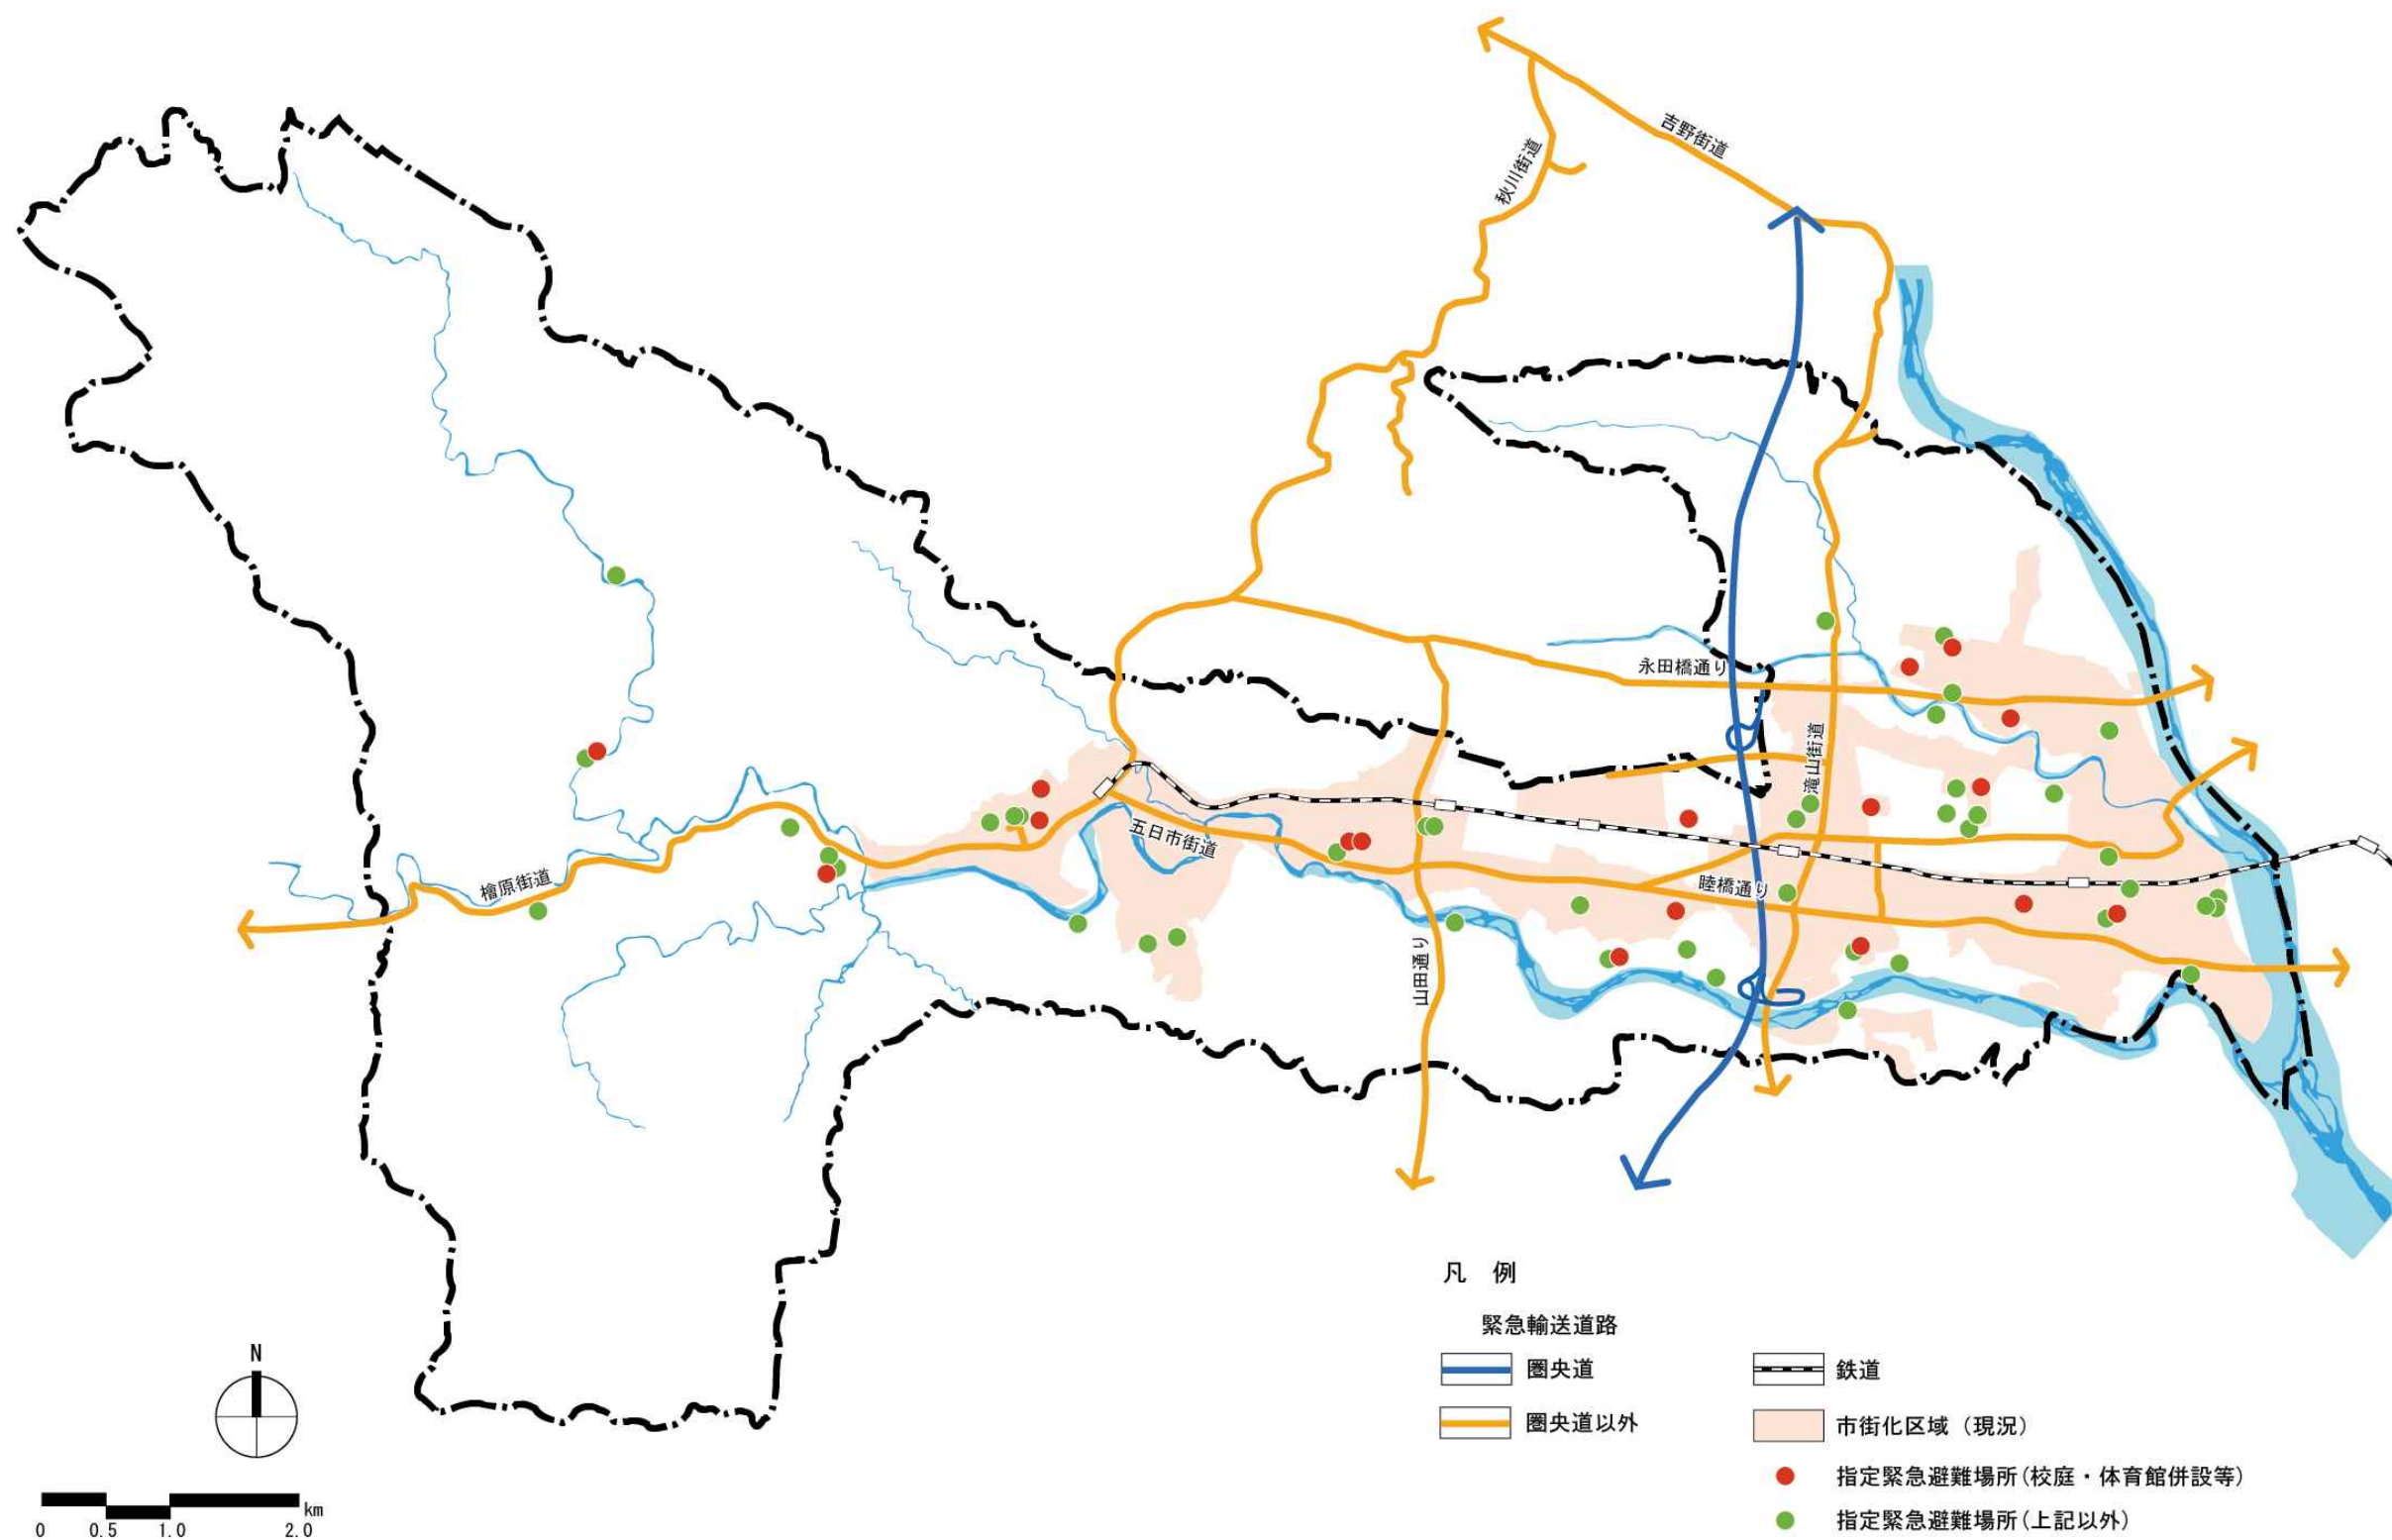 吉野街道
秋川街道
永田橋通り
滝山街道
五日市街道
檜原街道
睦橋通り
山田通り
凡　例
緊急輸送道路
圏央道
鉄道
圏央道以外
市街化区域（現況）
指定緊急避難場所(校庭・体育館併設等)
指定緊急避難場所(上記以外)
N
km
0 0.5 1.0 2.0